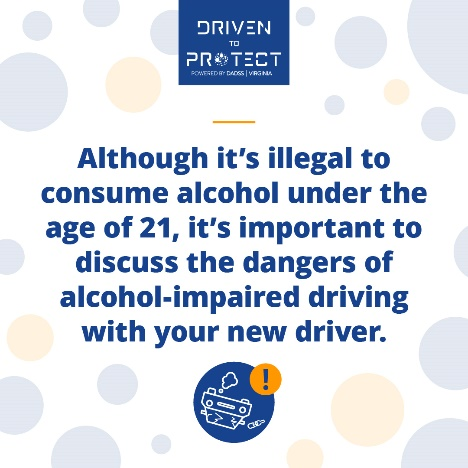 DRIVEN
TO
PROTECT
POWERED BY DADSS | VIRGINIA
Although it's illegal to
consume alcohol under the
age of 21, it's important to
discuss the dangers of
alcohol-impaired driving
with your new driver.
!